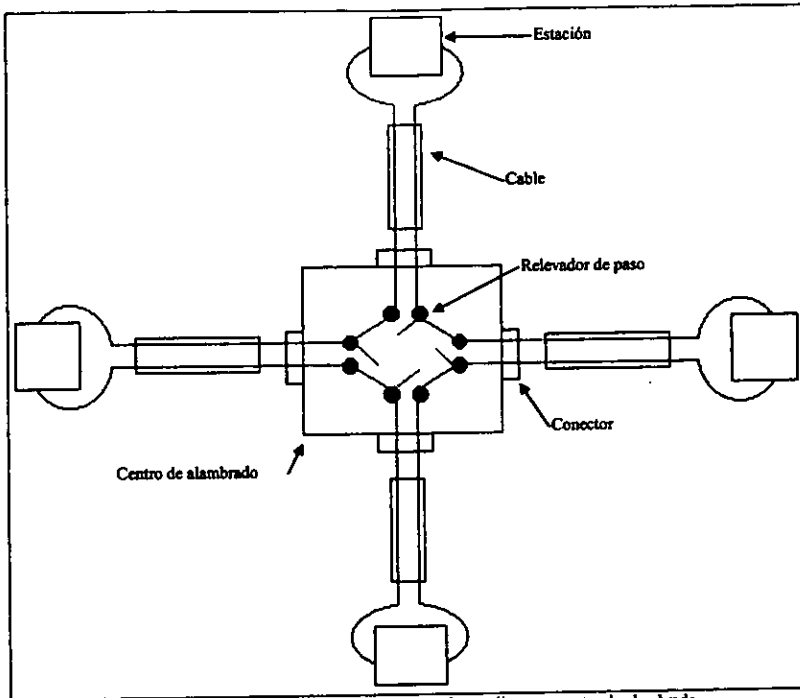 Estación
Cable
Relevador de paso
Conector
Centro de alambrado